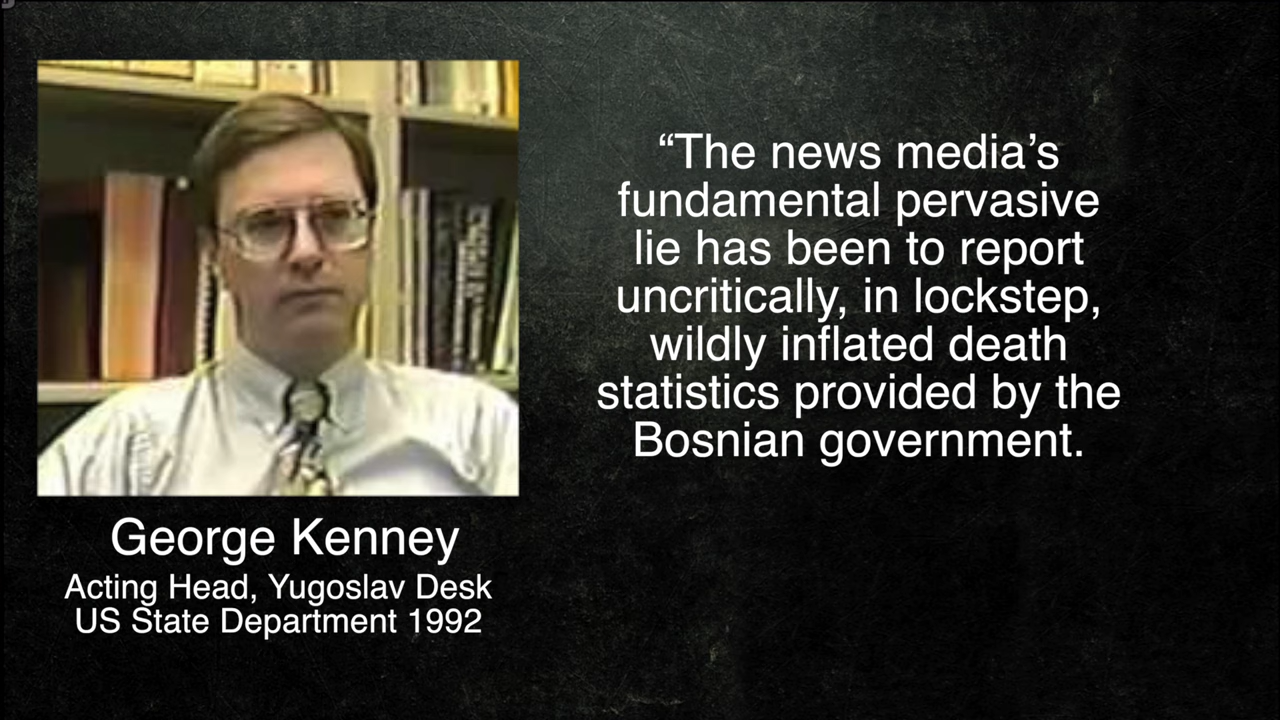 “The news media’s
fundamental pervasive
lie has been to report
uncritically, in lockstep,
wildly inflated death
statistics provided by the
Bosnian government.
George Kenney
Acting Head, Yugoslav Desk
US State Department 1992